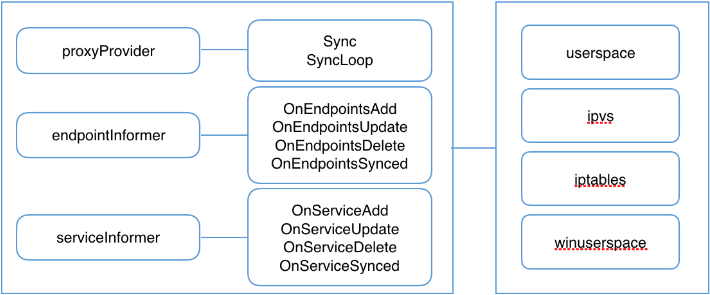 proxyProvider
Sync
SyncLoop
endpointInformer
OnEndpointsAdd
OnEndpointsUpdate
OnEndpointsDelete
OnEndpointsSynced
serviceInformer
OnServiceAdd
OnServiceUpdate
OnServiceDelete
OnServiceSynced
userspace
ipvs
iptables
winuserspace